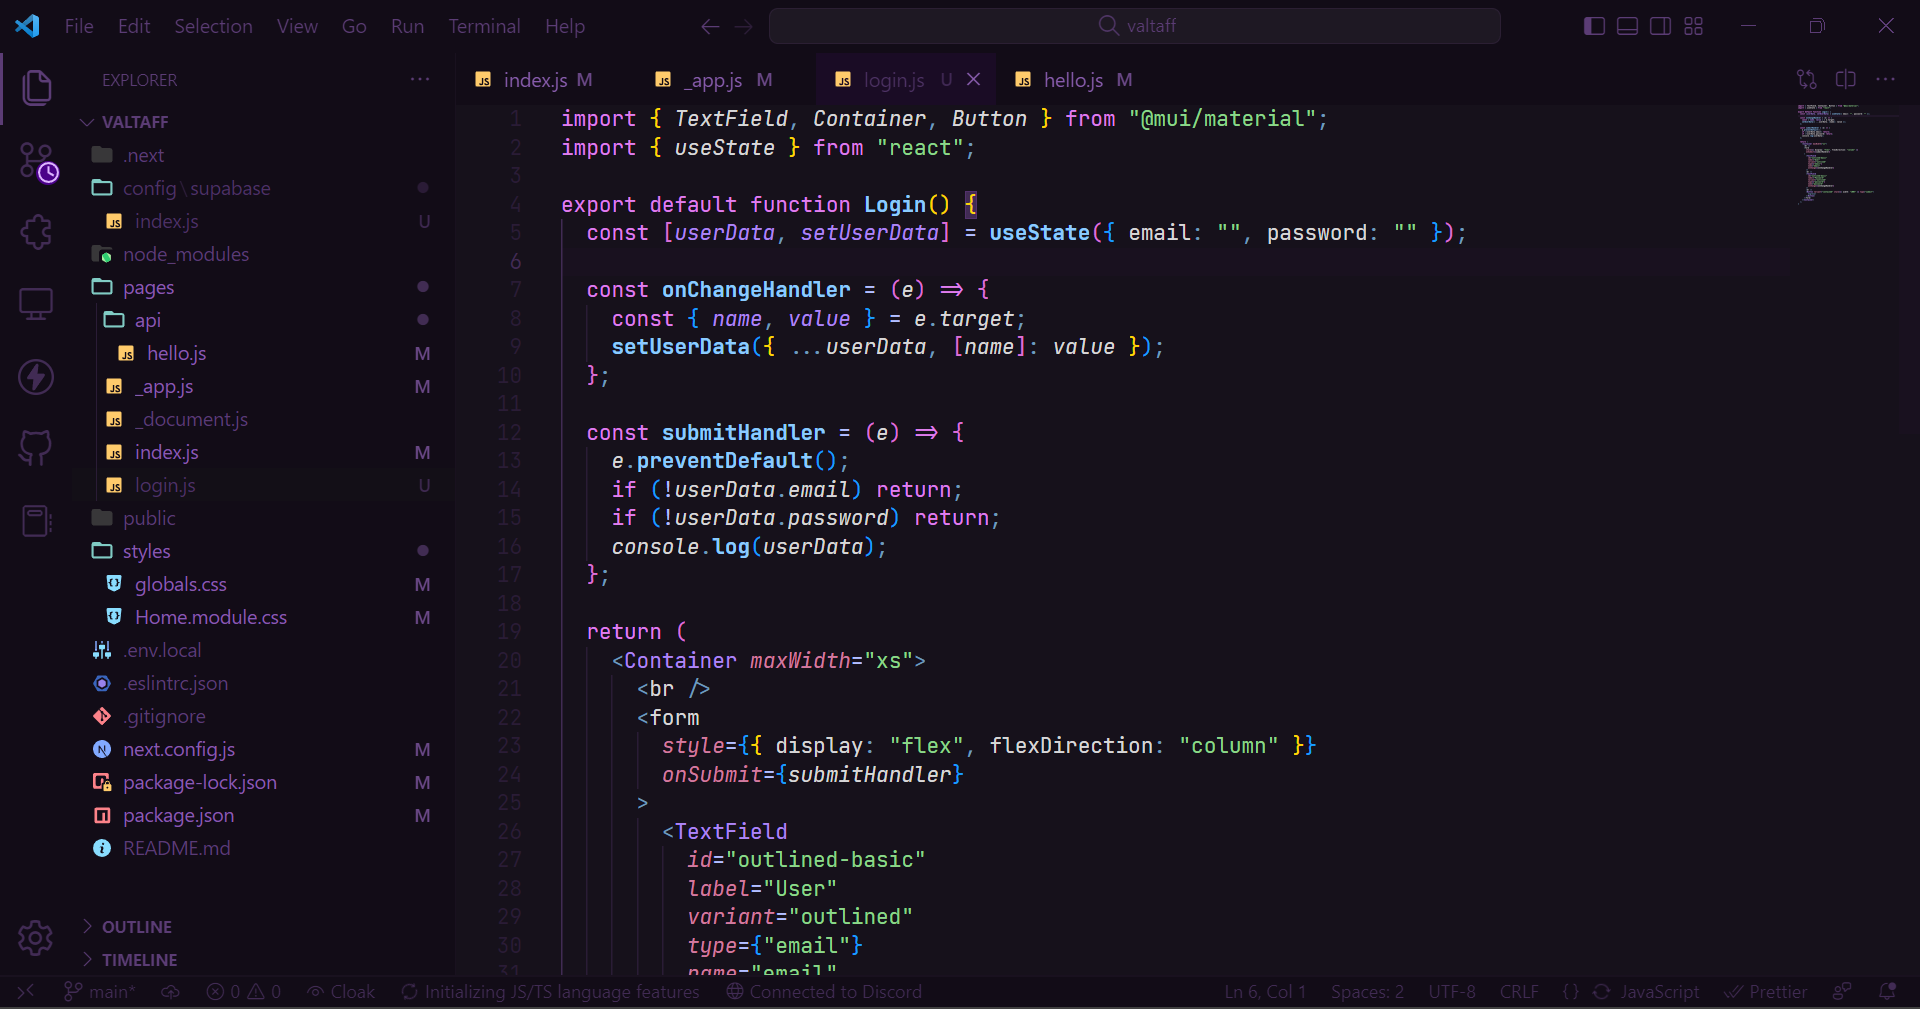 File Edit Selection View Go Run Terminal Help
valtaff
EXPLORER
VALTAFF
.next
config\supabase
index.js U
node_modules
pages
api
hello.js M
_app.js M
_document.js
index.js M
login.js U
public
styles
globals.css M
Home.module.css M
.env.local
.eslintrc.json
.gitignore
next.config.js M
package-lock.json M
package.json M
README.md
OUTLINE
TIMELINE
index.js M _app.js M login.js U hello.js M
1 import { TextField, Container, Button } from "@mui/material";
2 import { useState } from "react";
3
4 export default function Login() {
5 const [userData, setUserData] = useState({ email: "", password: "" });
6
7 const onChangeHandler = (e) => {
8 const { name, value } = e.target;
9 setUserData({ ...userData, [name]: value });
10 };
11
12 const submitHandler = (e) => {
13 e.preventDefault();
14 if (!userData.email) return;
15 if (!userData.password) return;
16 console.log(userData);
17 };
18
19 return (
20 <Container maxWidth="xs">
21 <br />
22 <form
23 style={{ display: "flex", flexDirection: "column" }}
24 onSubmit={submitHandler}
25 >
26 <TextField
27 id="outlined-basic"
28 label="User"
29 variant="outlined"
30 type={"email"}
31 name="email"
main* 0 0 Cloak Initializing JS/TS language features Connected to Discord Ln 6, Col 1 Spaces: 2 UTF-8 CRLF {} JavaScript Prettier